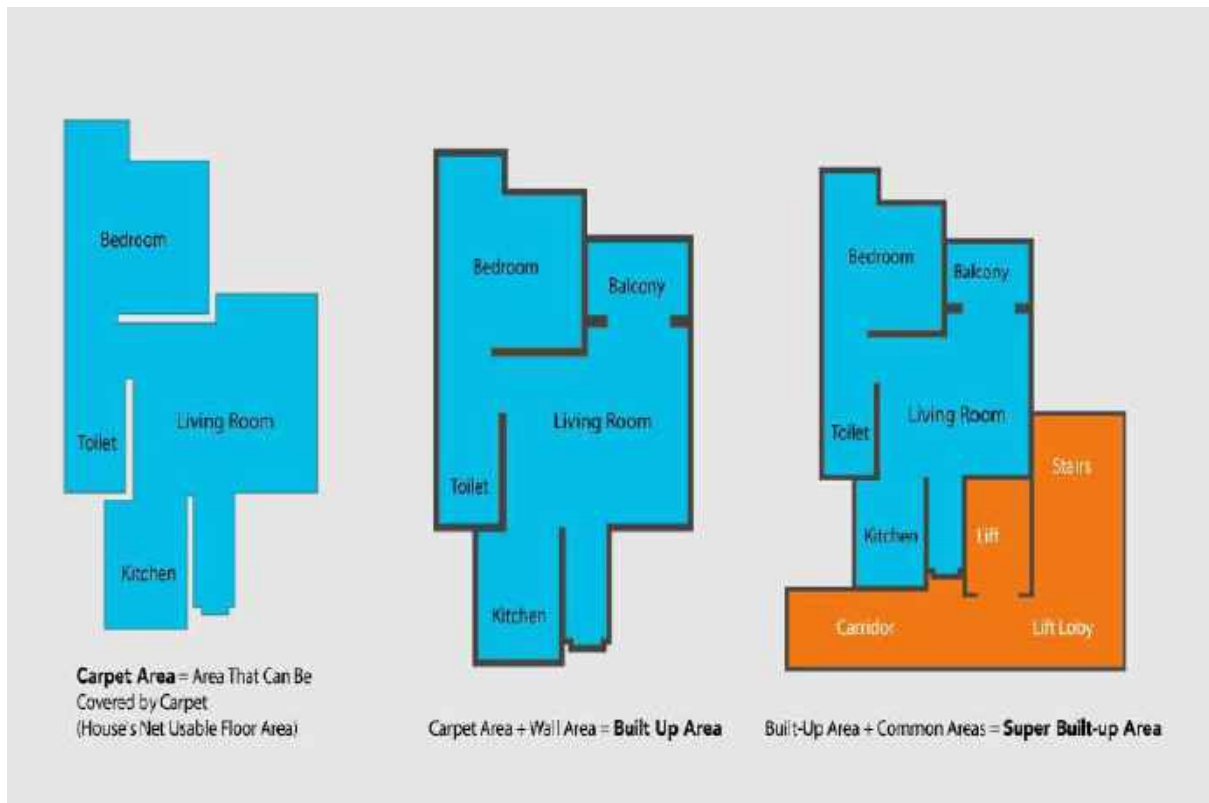 Bedroom
Living Room
Toilet
Kitchen
Carpet Area = Area That Can Be
Covered by Carpet
(House's Net Usable Floor Area)
Bedroom
Balcony
Living Room
Toilet
Kitchen
Carpet Area + Wall Area = Built Up Area
Bedroom
Balcony
Living Room
Toilet
Stairs
Kitchen
Lift
Carridor
Lift Loby
Built-Up Area + Common Areas = Super Built-up Area